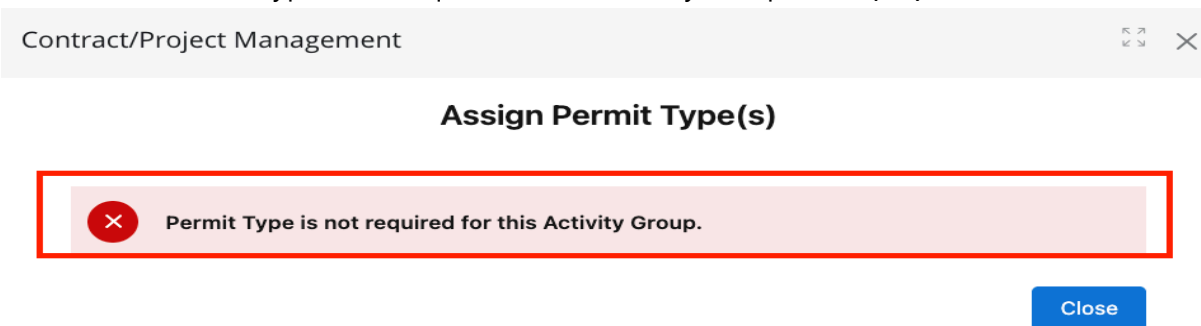 Contract/Project Management
Assign Permit Type(s)
Permit Type is not required for this Activity Group.
Close